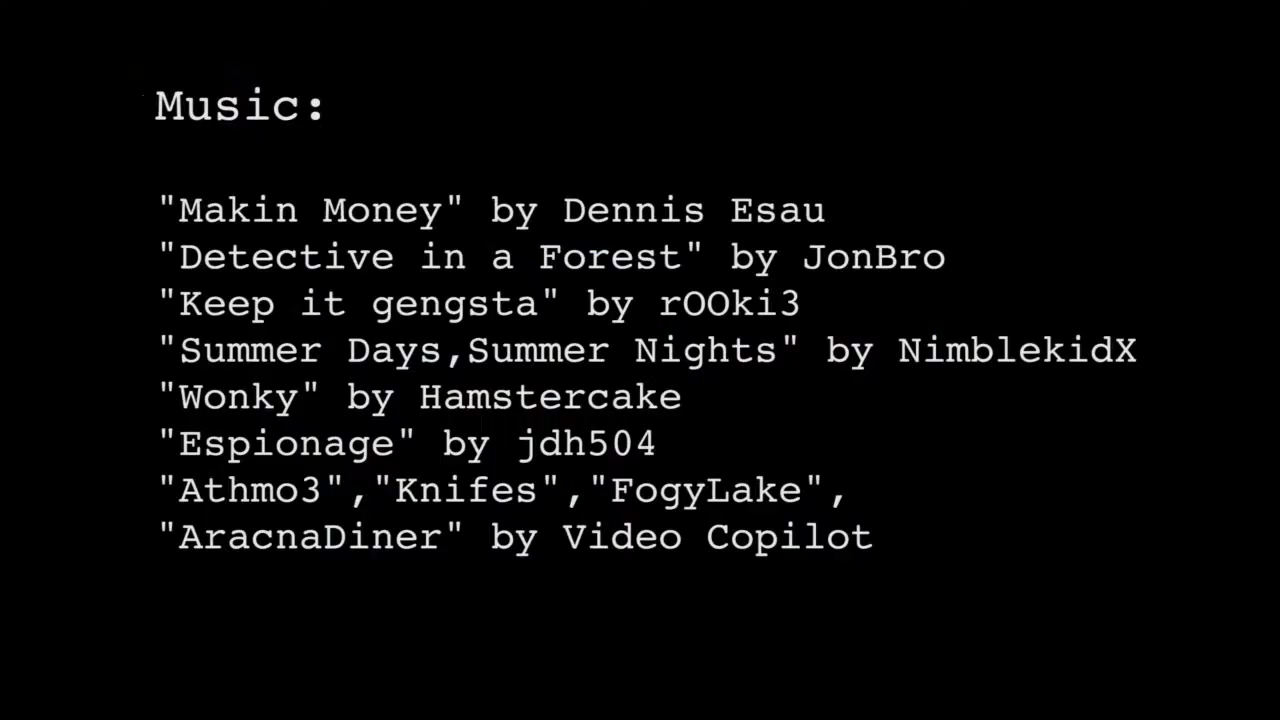 Music:
"Makin Money" by Dennis Esau
"Detective in a Forest" by JonBro
"Keep it gengsta" by rOOki3
"Summer Days,Summer Nights" by NimblekidX
"Wonky" by Hamstercake
"Espionage" by jdh504
"Athmo3","Knifes","FogyLake",
"AracnaDiner" by Video Copilot